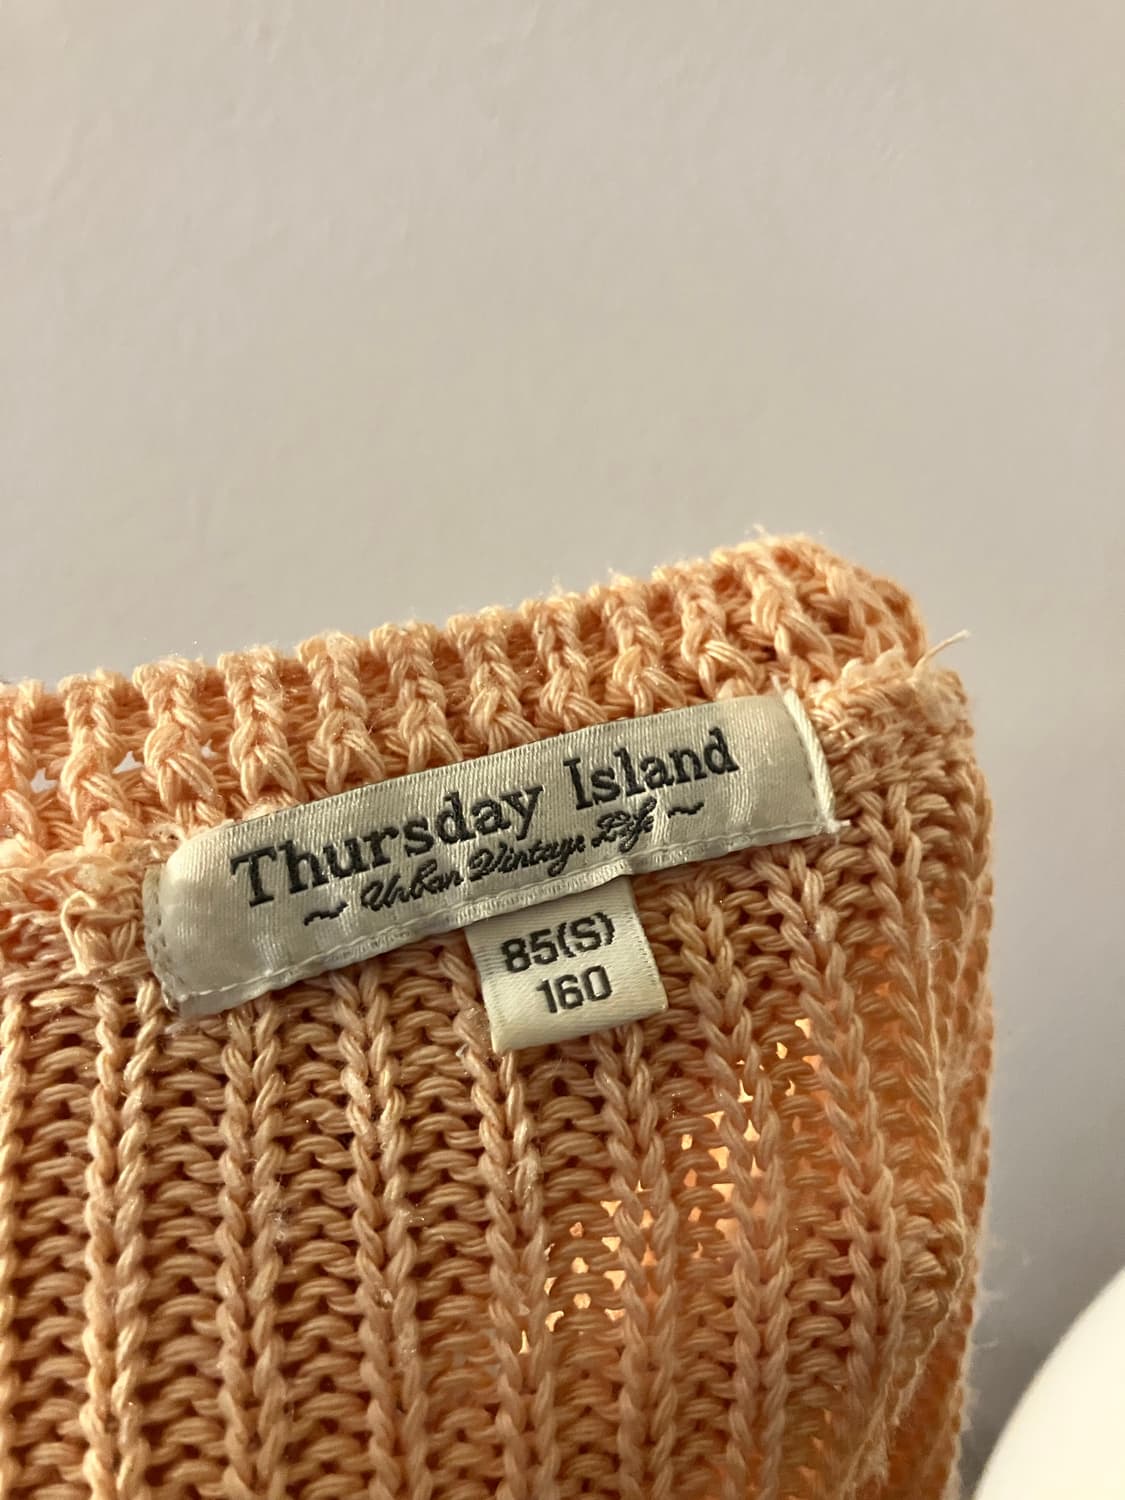 Thursday Island
~ Urban Vintage Life ~
85(S)
160